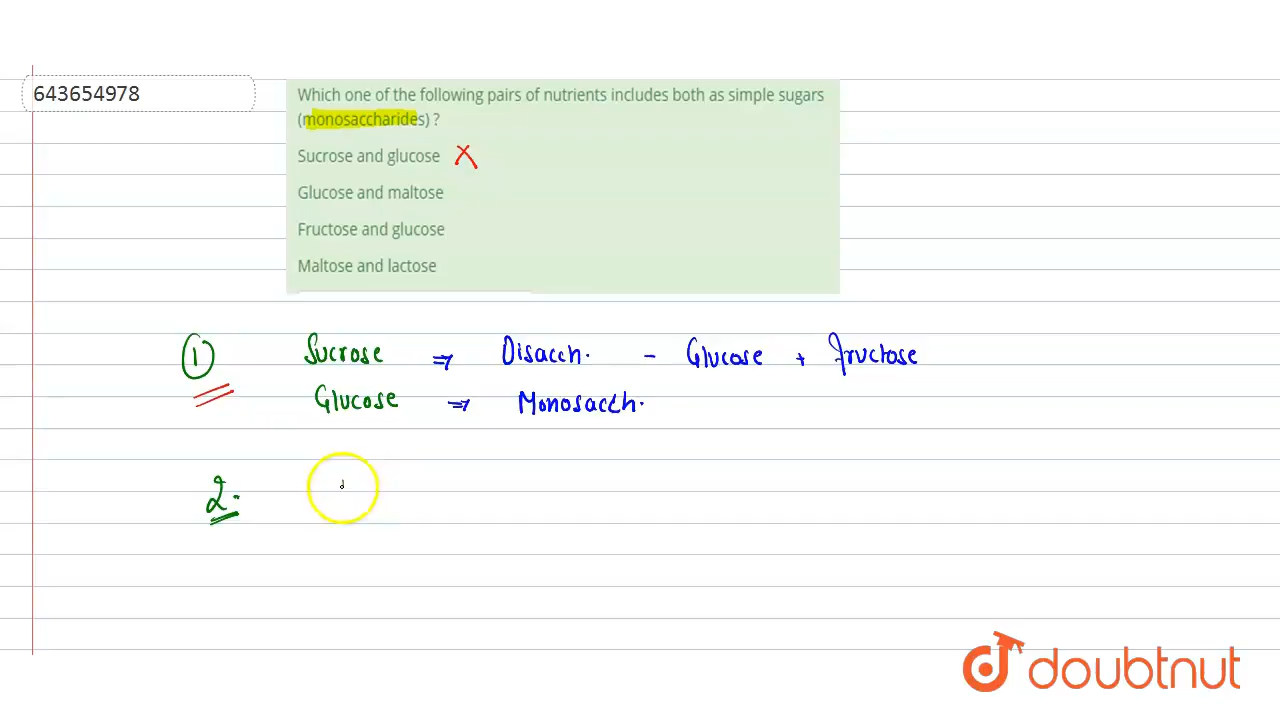 643654978
Which one of the following pairs of nutrients includes both as simple sugars
(monosaccharides) ?
Sucrose and glucose X
Glucose and maltose
Fructose and glucose
Maltose and lactose
1 Sucrose ⇒ Disacch. - Glucose + Fructose
Glucose ⇒ Monosacch.
2.
doubtnut